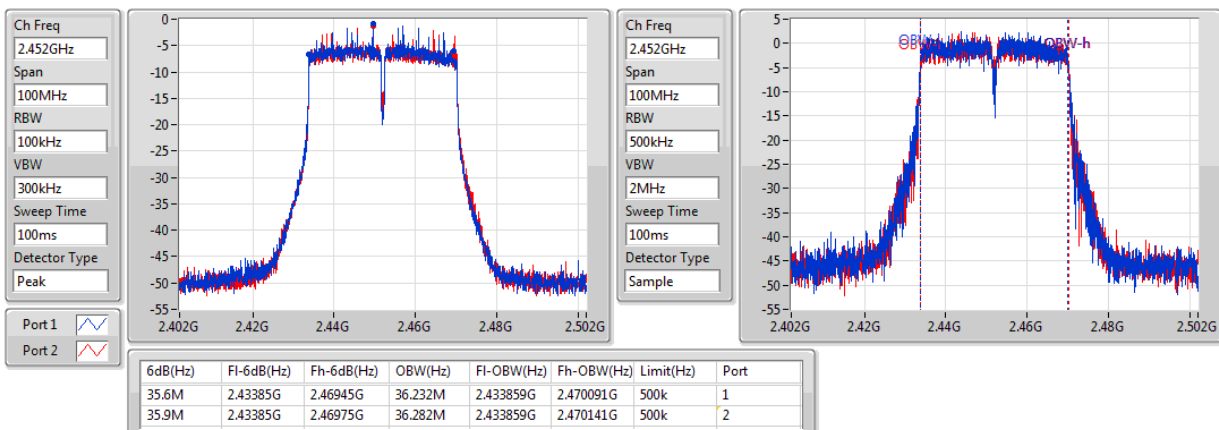 Ch Freq
2.452GHz
Span
100MHz
RBW
100kHz
VBW
300kHz
Sweep Time
100ms
Detector Type
Peak
Port 1
Port 2
0
-5
-10
-15
-20
-25
-30
-35
-40
-45
-50
-55
2.402G 2.42G 2.44G 2.46G 2.48G 2.502G
Ch Freq
2.452GHz
Span
100MHz
RBW
500kHz
VBW
2MHz
Sweep Time
100ms
Detector Type
Sample
5
0
-5
-10
-15
-20
-25
-30
-35
-40
-45
-50
-55
OBW-h
2.402G 2.42G 2.44G 2.46G 2.48G 2.502G
6dB(Hz) Fl-6dB(Hz) Fh-6dB(Hz) OBW(Hz) Fl-OBW(Hz) Fh-OBW(Hz) Limit(Hz) Port
35.6M 2.43385G 2.46945G 36.232M 2.433859G 2.470091G 500k 1
35.9M 2.43385G 2.46975G 36.282M 2.433859G 2.470141G 500k 2